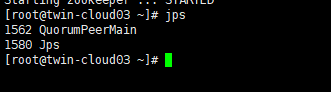 Starting zookeeper ... STARTED
[root@twin-cloud03 ~]# jps
1562 QuorumPeerMain
1580 Jps
[root@twin-cloud03 ~]#